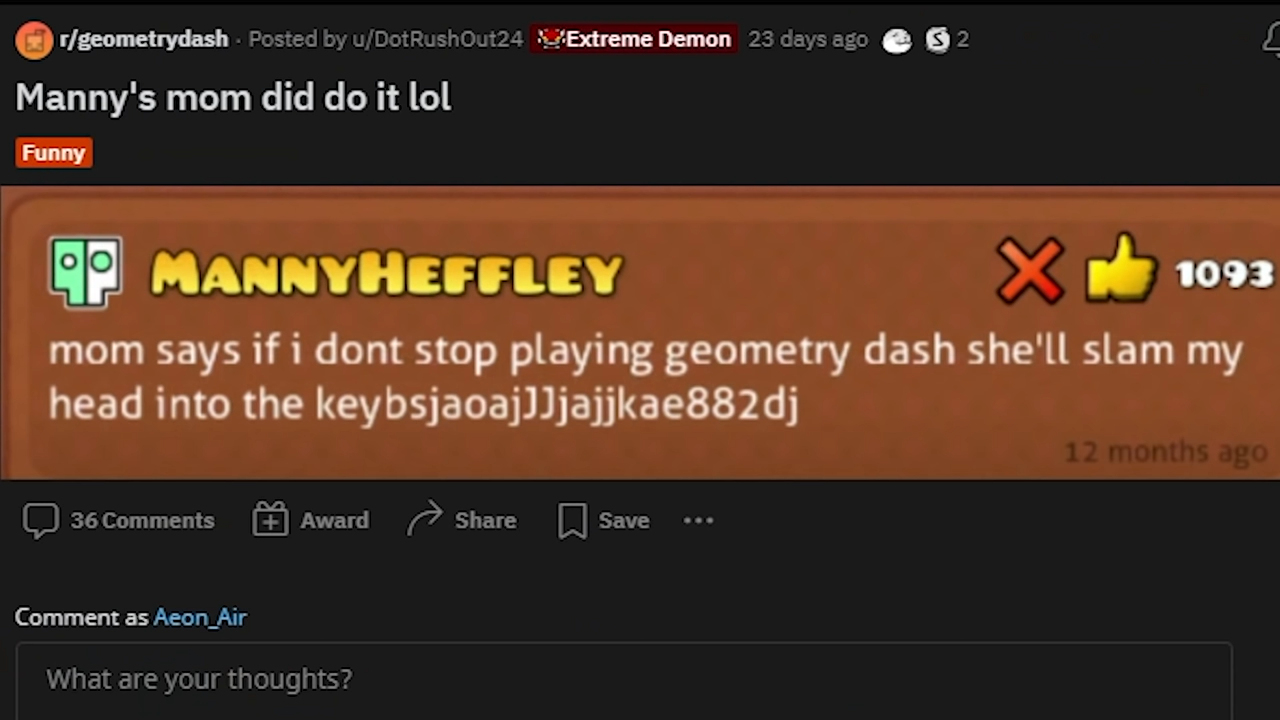 r/geometrydash · Posted by u/DotRushOut24 Extreme Demon 23 days ago 2
Manny's mom did do it lol
Funny
MannyHeffley 1093
mom says if i dont stop playing geometry dash she'll slam my
head into the keybsjaoajJJjajjkae882dj
12 months ago
36 Comments Award Share Save
Comment as Aeon_Air
What are your thoughts?